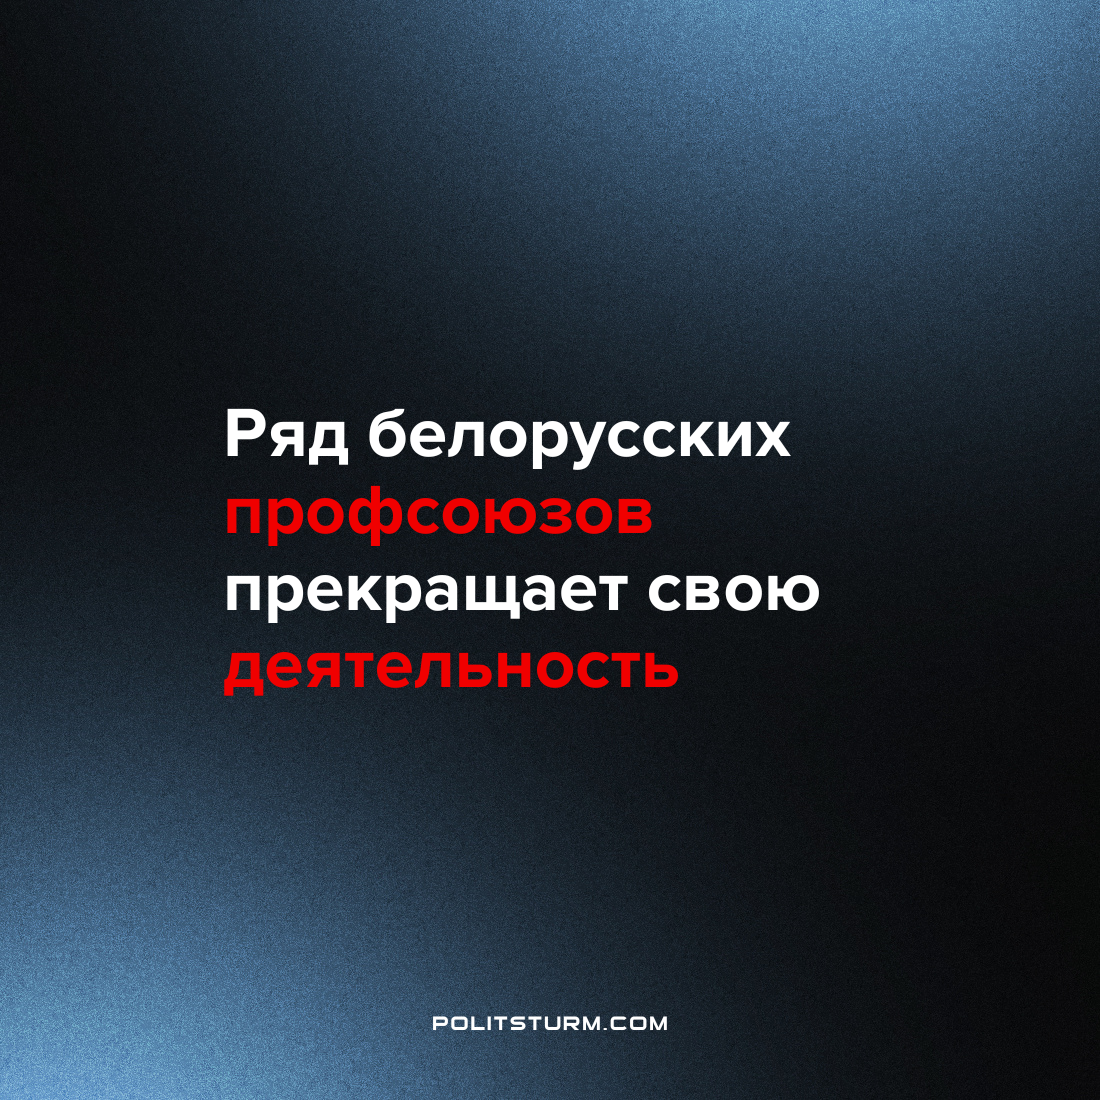 Ряд белорусских
профсоюзов
прекращает свою
деятельность
POLITSTURM.COM